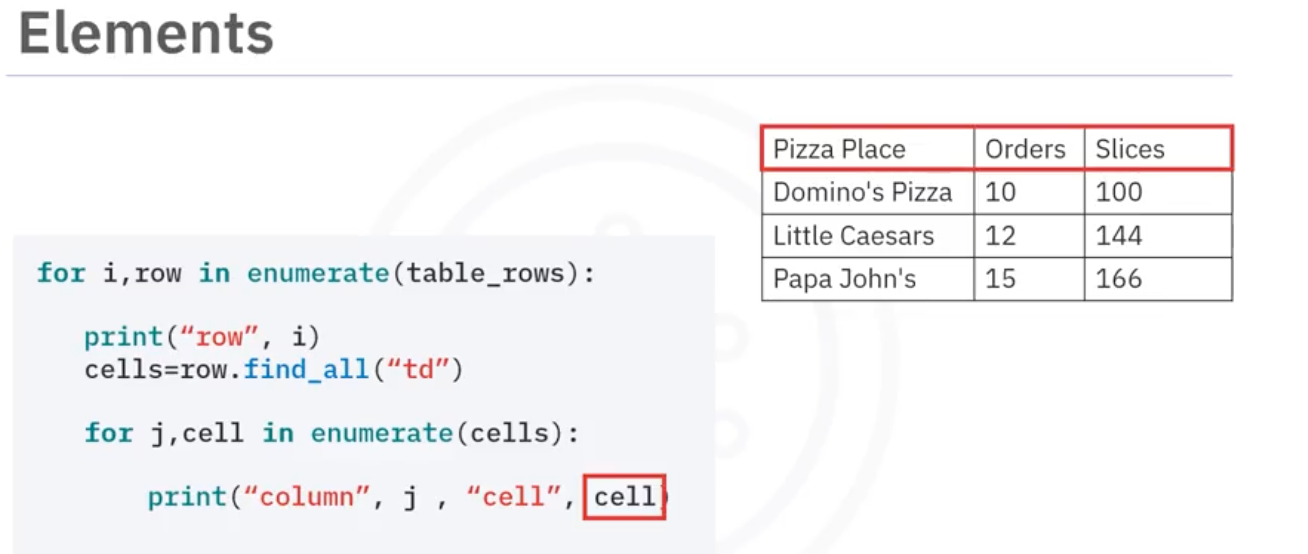 Elements
Pizza Place Orders Slices
Domino's Pizza 10 100
Little Caesars 12 144
Papa John's 15 166
for i,row in enumerate(table_rows):
print(“row”, i)
cells=row.find_all(“td”)
for j,cell in enumerate(cells):
print(“column”, j , “cell”, cell)